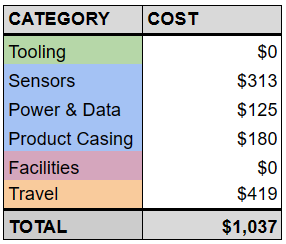 CATEGORY COST
Tooling $0
Sensors $313
Power & Data $125
Product Casing $180
Facilities $0
Travel $419
TOTAL $1,037